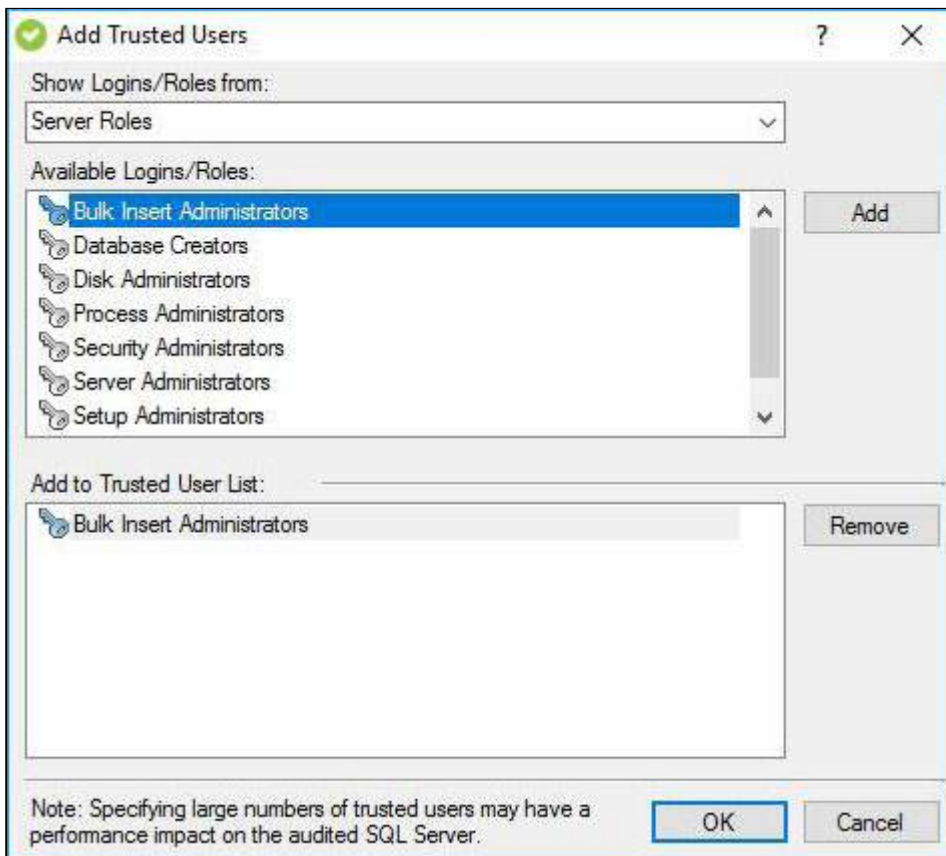 Add Trusted Users
?
Show Logins/Roles from:
Server Roles
Available Logins/Roles:
Bulk Insert Administrators
Add
Database Creators
Disk Administrators
Process Administrators
Security Administrators
Server Administrators
Setup Administrators
Add to Trusted User List:
Bulk Insert Administrators
Remove
Note: Specifying large numbers of trusted users may have a
performance impact on the audited SQL Server.
OK
Cancel